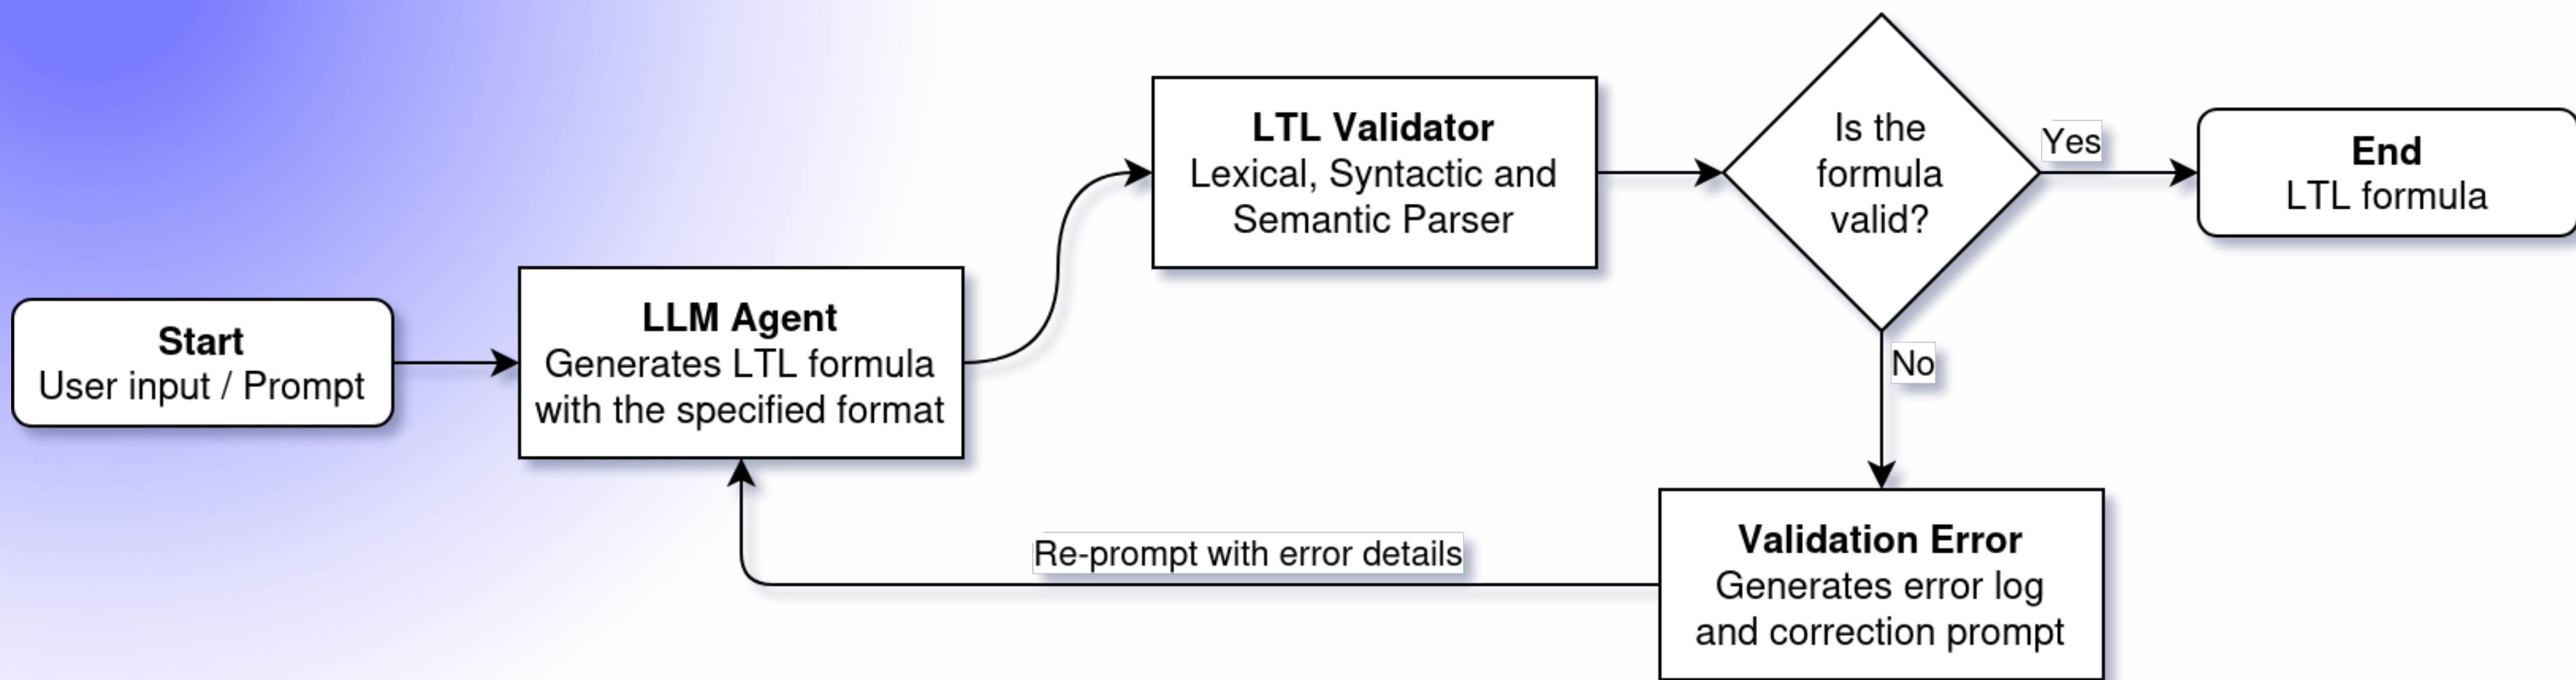 Start
User input / Prompt
LLM Agent
Generates LTL formula
with the specified format
LTL Validator
Lexical, Syntactic and
Semantic Parser
Is the
formula
valid?
Yes
End
LTL formula
No
Validation Error
Generates error log
and correction prompt
Re-prompt with error details